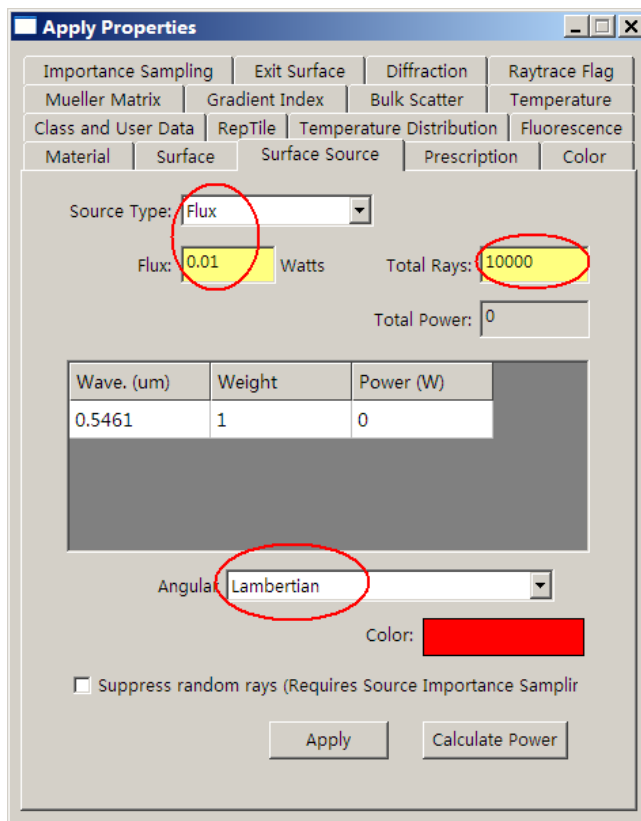 Apply Properties
Importance Sampling Exit Surface Diffraction Raytrace Flag
Mueller Matrix Gradient Index Bulk Scatter Temperature
Class and User Data RepTile Temperature Distribution Fluorescence
Material Surface Surface Source Prescription Color
Source Type: Flux
Flux: 0.01 Watts Total Rays: 10000
Total Power: 0
Wave. (um) Weight Power (W)
0.5461 1 0
Angular Lambertian
Color:
Suppress random rays (Requires Source Importance Samplir
Apply Calculate Power